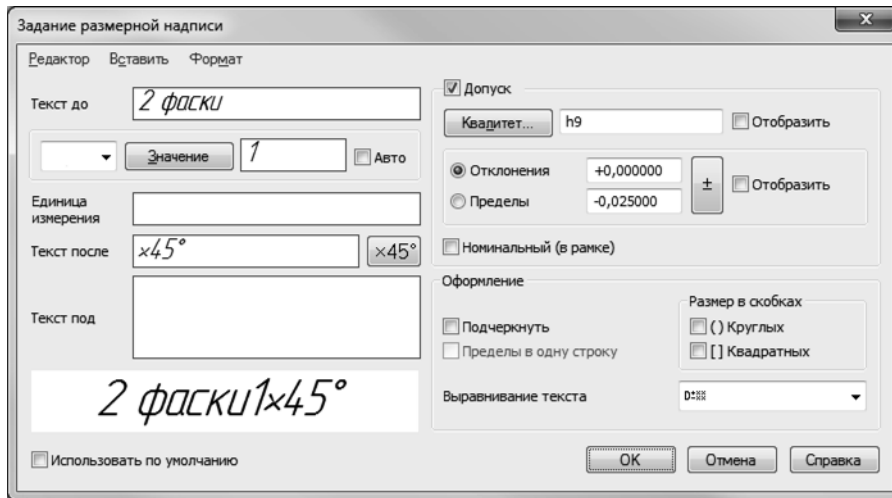 Задание размерной надписи
Редактор Вставить Формат
Текст до 2 фаски
Значение 1 Авто
Единица
измерения
Текст после ×45° ×45°
Текст под
2 фаски1×45°
Использовать по умолчанию
Допуск
Квалитет... h9 Отобразить
Отклонения +0,000000
± Отобразить
Пределы -0,025000
Номинальный (в рамке)
Оформление
Подчеркнуть
Пределы в одну строку
Размер в скобках
( ) Круглых
[ ] Квадратных
Выравнивание текста
OK Отмена Справка